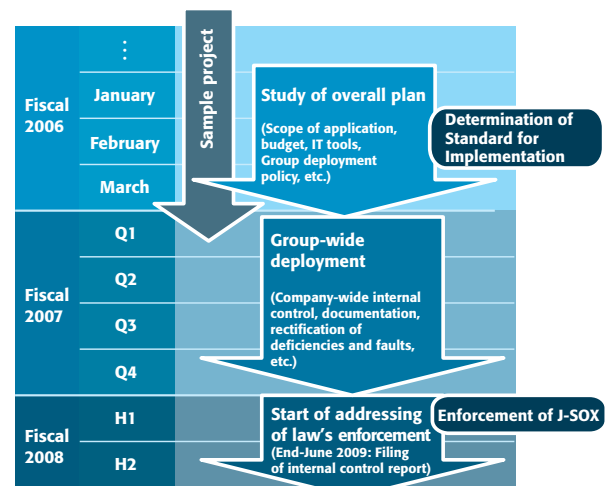 Fiscal
2006
⋮
January
February
March
Sample project
Study of overall plan
(Scope of application,
budget, IT tools,
Group deployment
policy, etc.)
Determination of
Standard for
Implementation
Fiscal
2007
Q1
Q2
Q3
Q4
Group-wide
deployment
(Company-wide internal
control, documentation,
rectification of
deficiencies and faults,
etc.)
Fiscal
2008
H1
H2
Start of addressing
of law's enforcement
(End-June 2009: Filing
of internal control report)
Enforcement of J-SOX